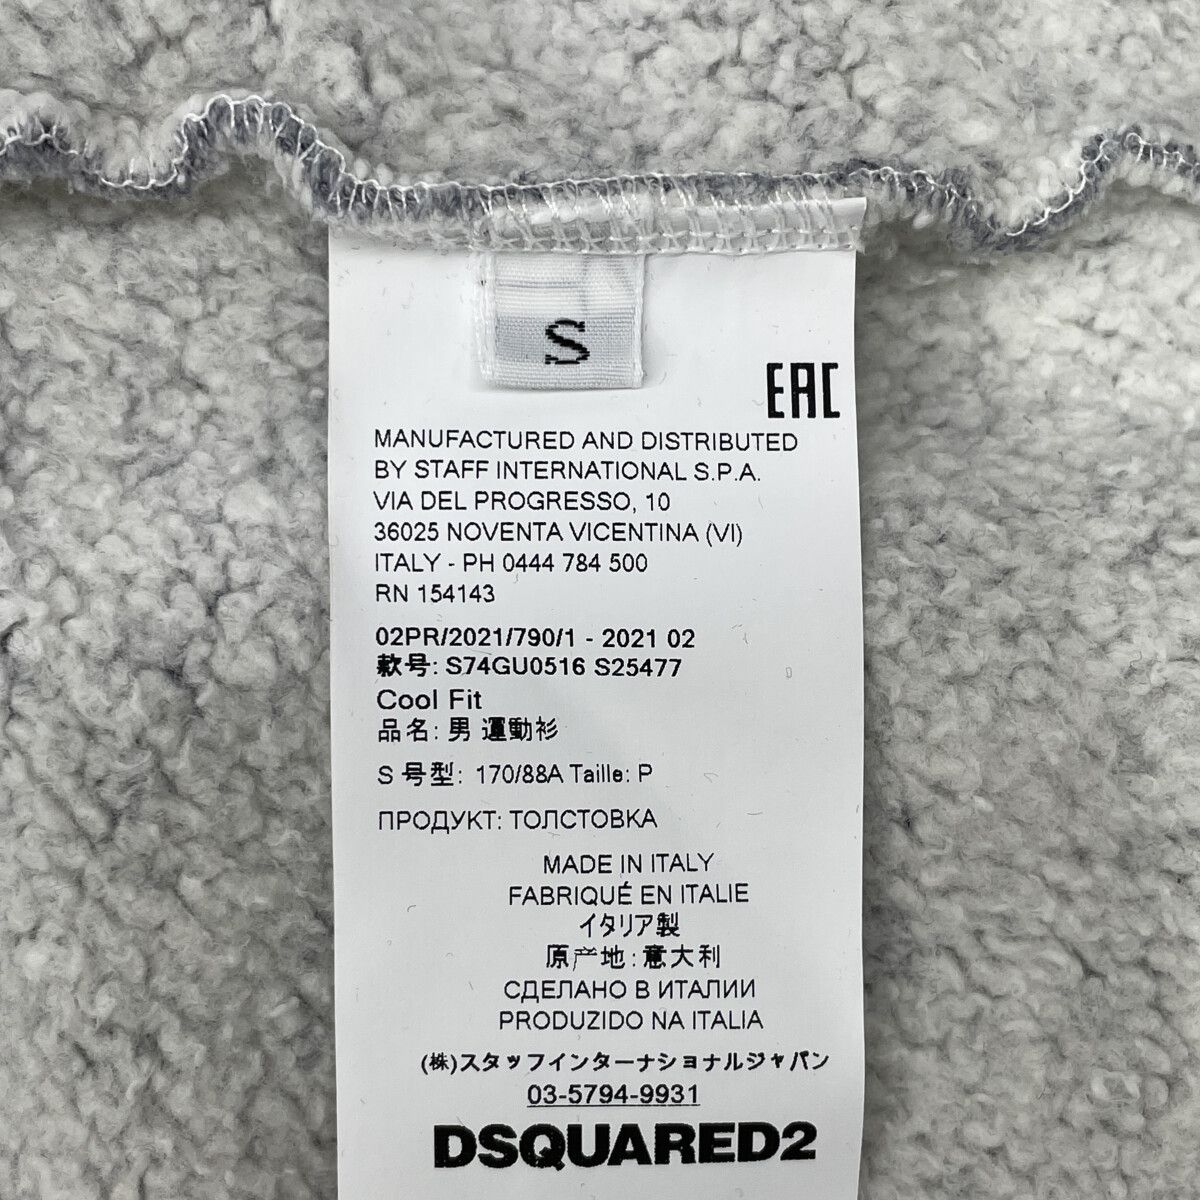 S
EAC
MANUFACTURED AND DISTRIBUTED
BY STAFF INTERNATIONAL S.P.A.
VIA DEL PROGRESSO, 10
36025 NOVENTA VICENTINA (VI)
ITALY - PH 0444 784 500
RN 154143
02PR/2021/790/1 - 2021 02
款号: S74GU0516 S25477
Cool Fit
品名: 男 運動衫
S 号型: 170/88A Taille: P
ПРОДУКТ: ТОЛСТОВКА
MADE IN ITALY
FABRIQUÉ EN ITALIE
イタリア製
原产地: 意大利
СДЕЛАНО В ИТАЛИИ
PRODUZIDO NA ITALIA
(株)スタッフインターナショナルジャパン
03-5794-9931
DSQUARED2